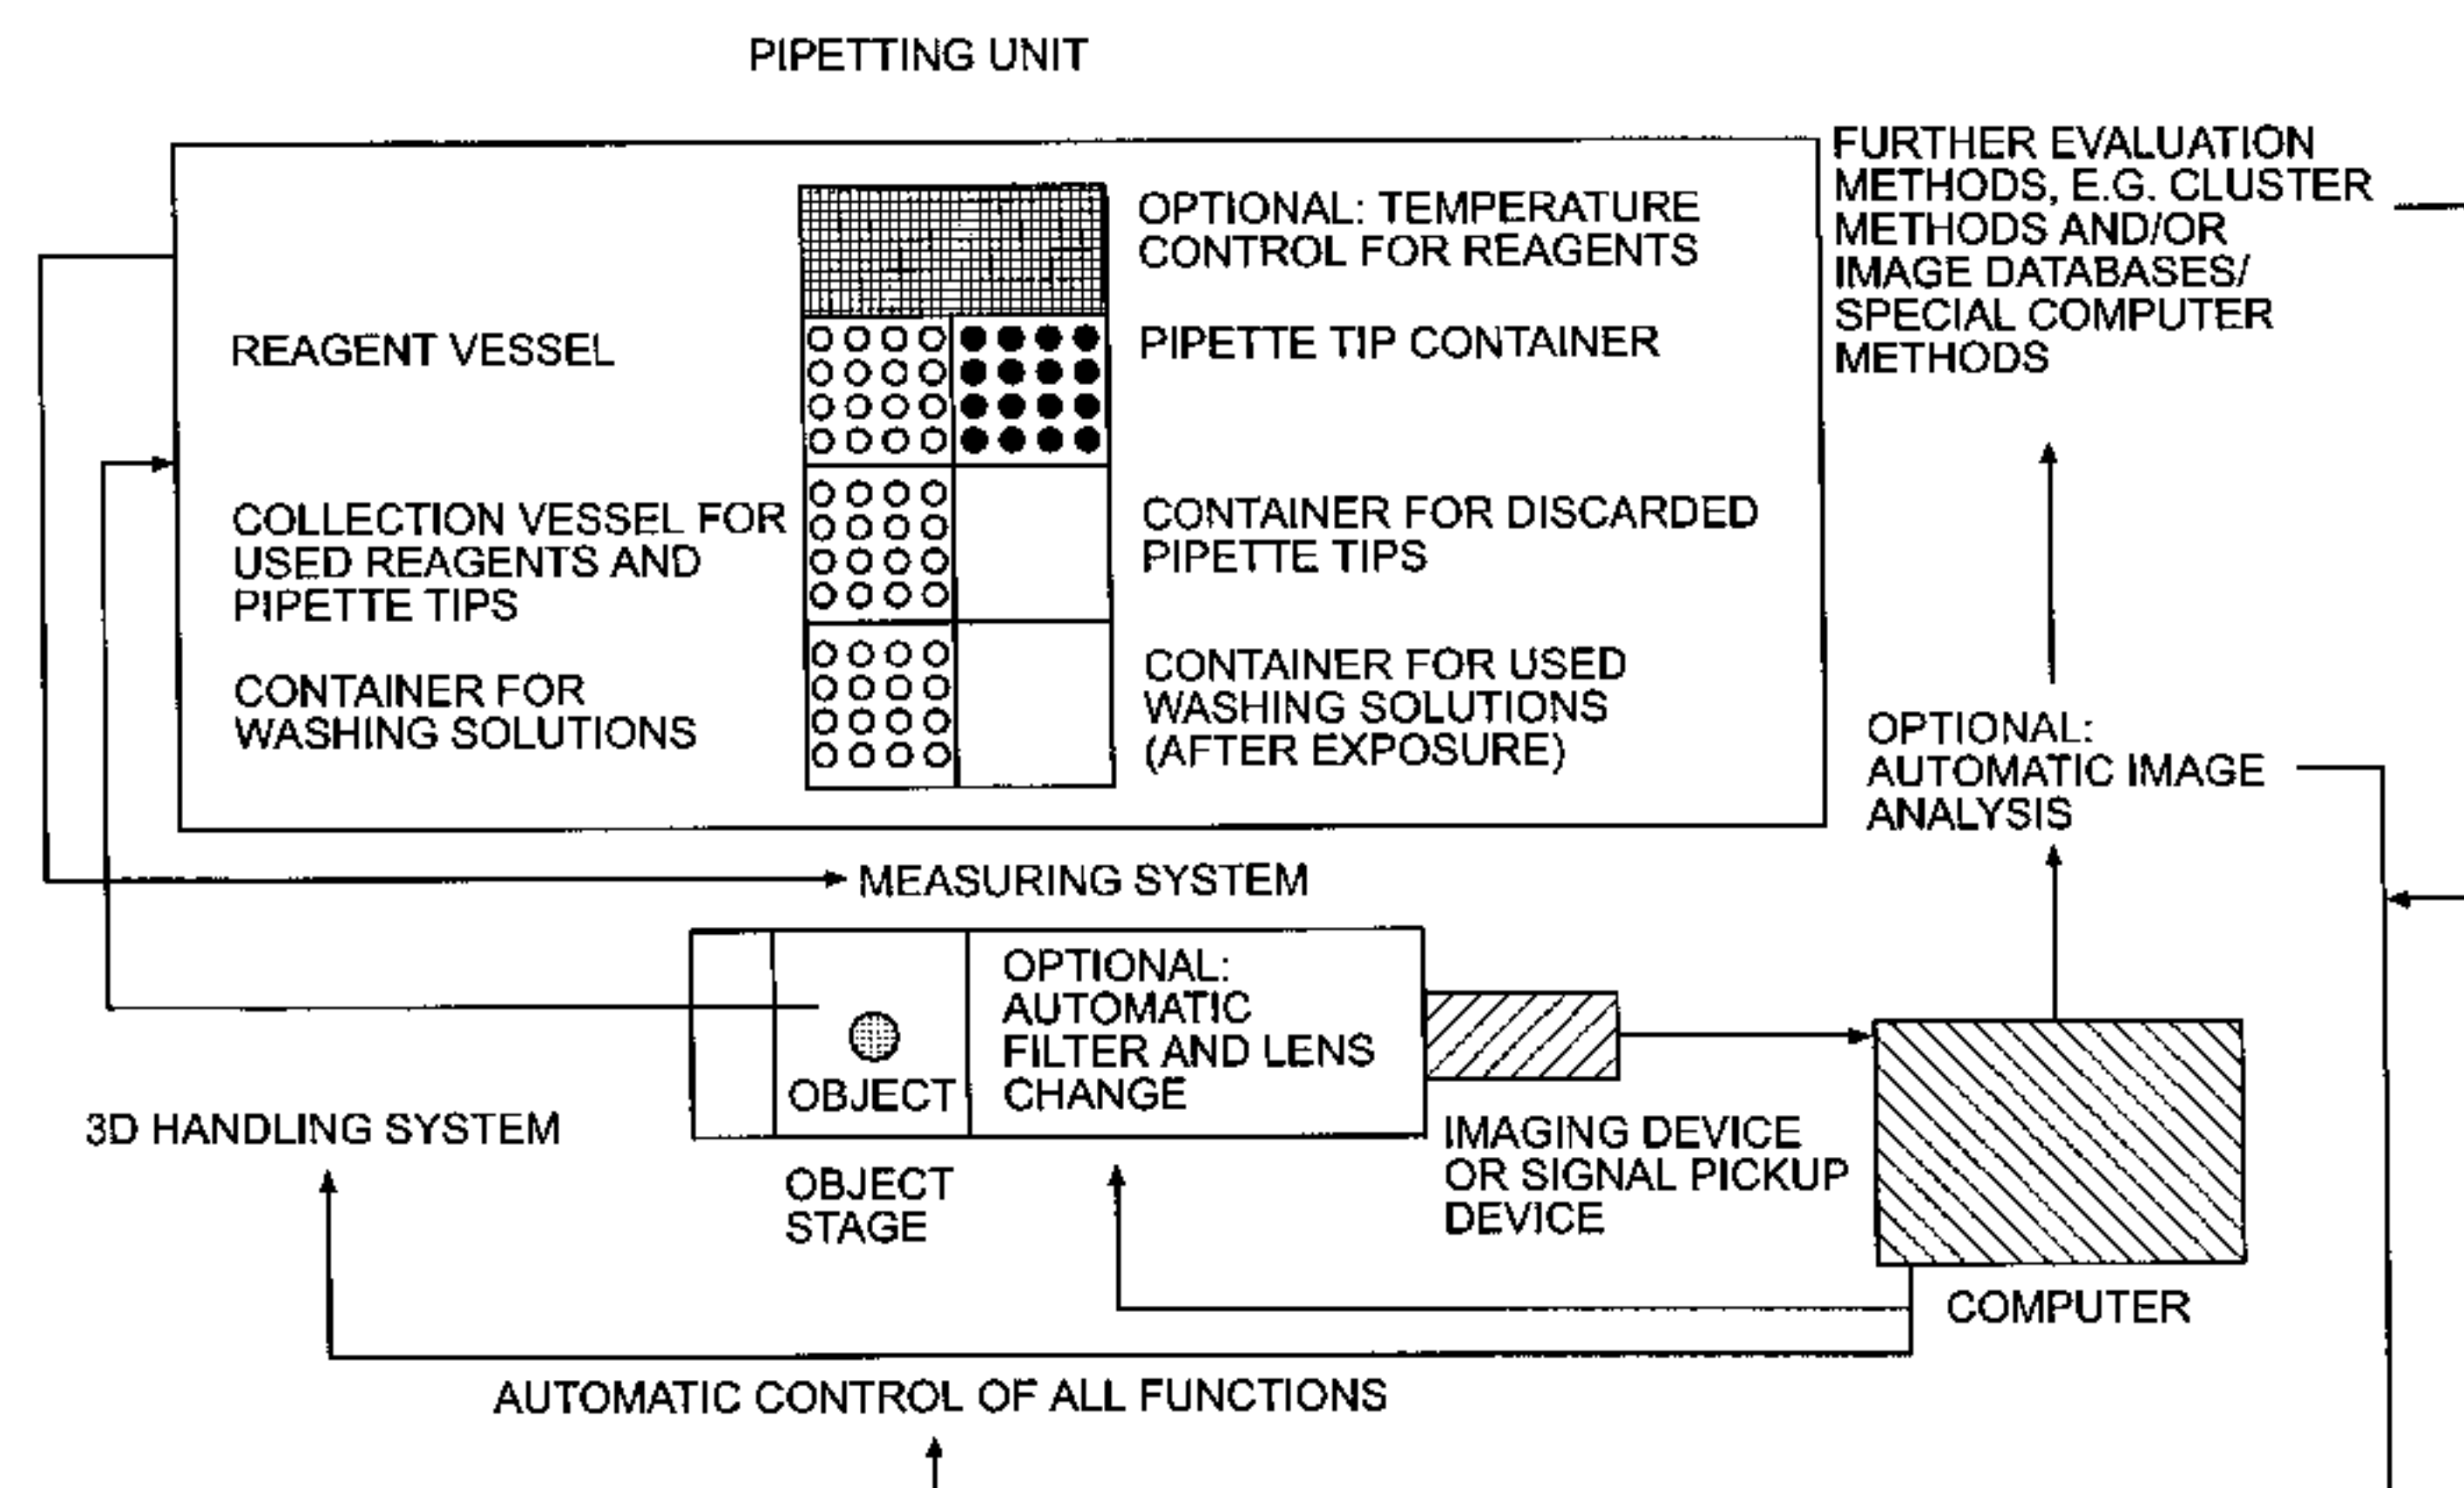 PIPETTING UNIT
FURTHER EVALUATION
METHODS, E.G. CLUSTER
METHODS AND/OR
IMAGE DATABASES/
SPECIAL COMPUTER
METHODS
OPTIONAL: TEMPERATURE
CONTROL FOR REAGENTS
REAGENT VESSEL
PIPETTE TIP CONTAINER
COLLECTION VESSEL FOR
USED REAGENTS AND
PIPETTE TIPS
CONTAINER FOR DISCARDED
PIPETTE TIPS
CONTAINER FOR
WASHING SOLUTIONS
CONTAINER FOR USED
WASHING SOLUTIONS
(AFTER EXPOSURE)
OPTIONAL:
AUTOMATIC IMAGE
ANALYSIS
MEASURING SYSTEM
OBJECT
OPTIONAL:
AUTOMATIC
FILTER AND LENS
CHANGE
3D HANDLING SYSTEM
OBJECT
STAGE
IMAGING DEVICE
OR SIGNAL PICKUP
DEVICE
COMPUTER
AUTOMATIC CONTROL OF ALL FUNCTIONS